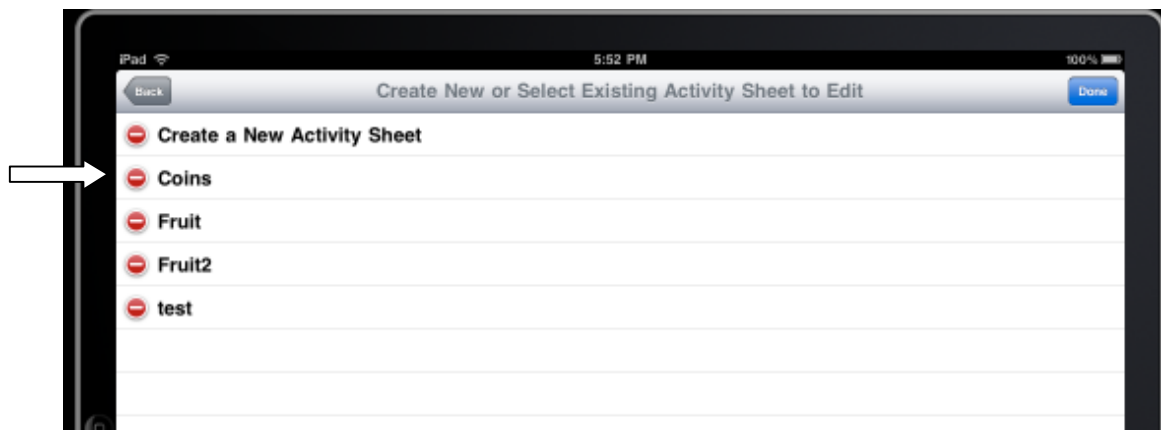 iPad 5:52 PM 100%
Back Create New or Select Existing Activity Sheet to Edit Done
Create a New Activity Sheet
Coins
Fruit
Fruit2
test